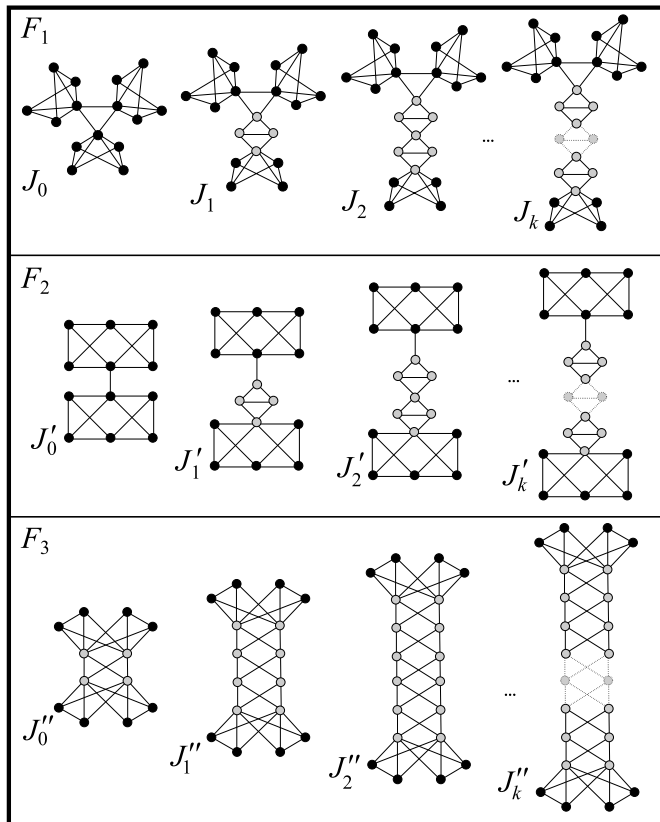 F₁
J₀ J₁ J₂ ... Jₖ
F₂
J′₀ J′₁ J′₂ ... J′ₖ
F₃
J″₀ J″₁ J″₂ ... J″ₖ